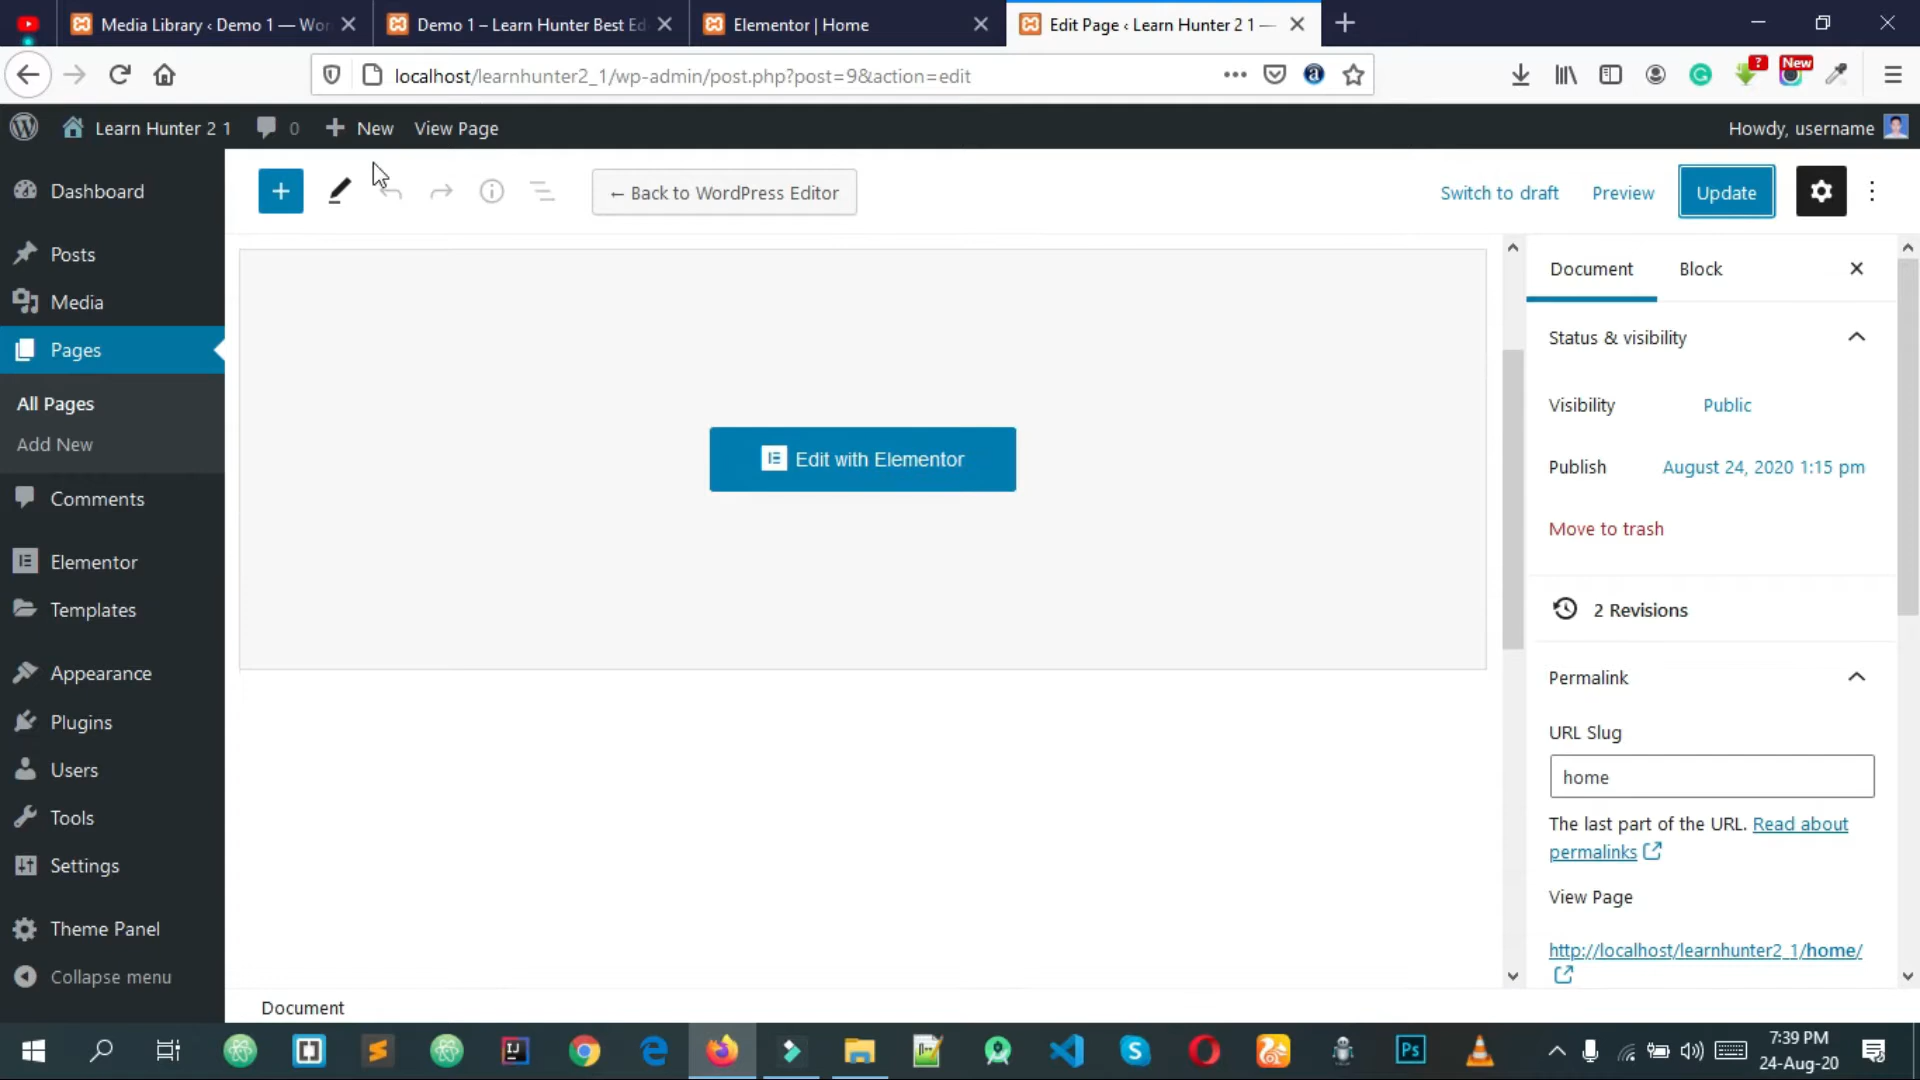 Media Library ‹ Demo 1 — Wor
Demo 1 – Learn Hunter Best Ed
Elementor | Home
Edit Page ‹ Learn Hunter 2 1 —
localhost/learnhunter2_1/wp-admin/post.php?post=9&action=edit
?
New
Learn Hunter 2 1
0
New
View Page
Howdy, username
Dashboard
Posts
Media
Pages
All Pages
Add New
Comments
Elementor
Templates
Appearance
Plugins
Users
Tools
Settings
Theme Panel
Collapse menu
← Back to WordPress Editor
Switch to draft
Preview
Update
Edit with Elementor
Document
Block
Status & visibility
Visibility
Public
Publish
August 24, 2020 1:15 pm
Move to trash
2 Revisions
Permalink
URL Slug
home
The last part of the URL. Read about
permalinks
View Page
http://localhost/learnhunter2_1/home/
Document
Ps
7:39 PM
24-Aug-20